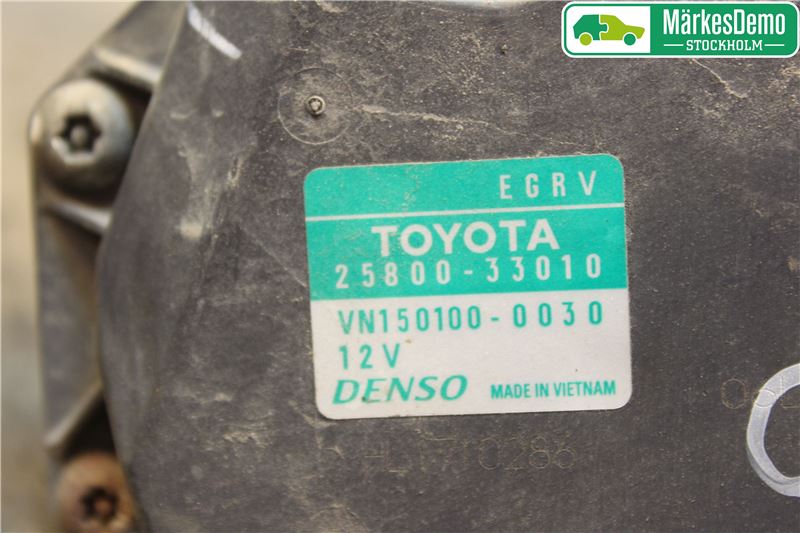 MärkesDemo
STOCKHOLM
EGRV
TOYOTA
25800-33010
VN150100-0030
12V
DENSO MADE IN VIETNAM